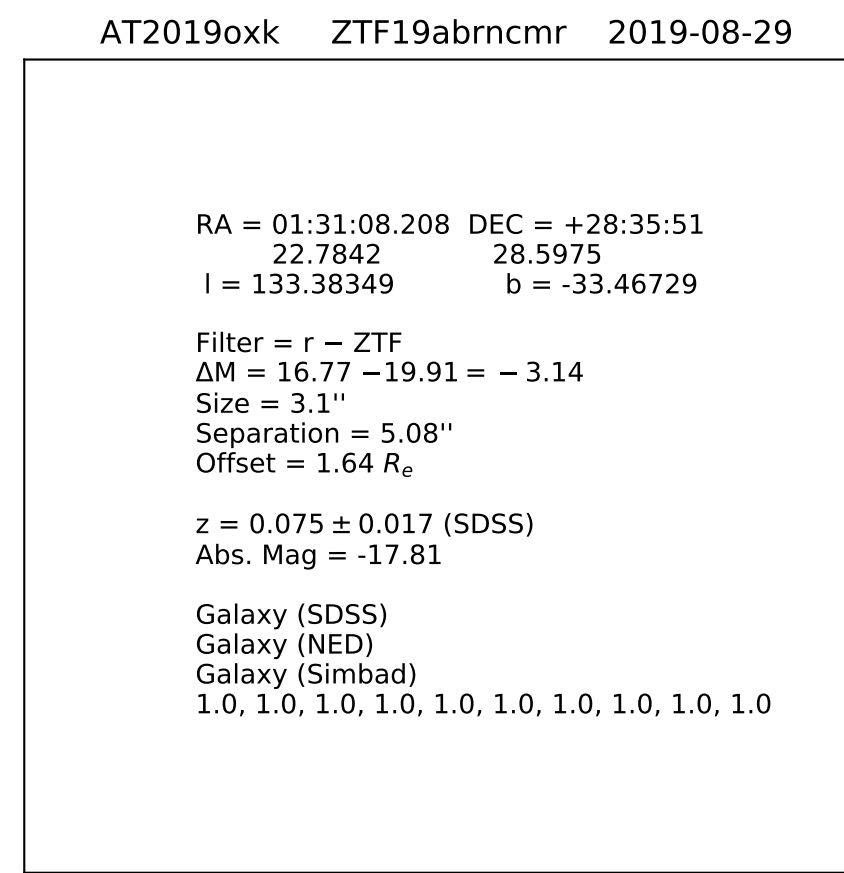 AT2019oxk ZTF19abrncmr 2019-08-29
RA = 01:31:08.208 DEC = +28:35:51
22.7842 28.5975
l = 133.38349 b = -33.46729
Filter = r − ZTF
ΔM = 16.77 −19.91 = − 3.14
Size = 3.1''
Separation = 5.08''
Offset = 1.64 Re
z = 0.075 ± 0.017 (SDSS)
Abs. Mag = -17.81
Galaxy (SDSS)
Galaxy (NED)
Galaxy (Simbad)
1.0, 1.0, 1.0, 1.0, 1.0, 1.0, 1.0, 1.0, 1.0, 1.0